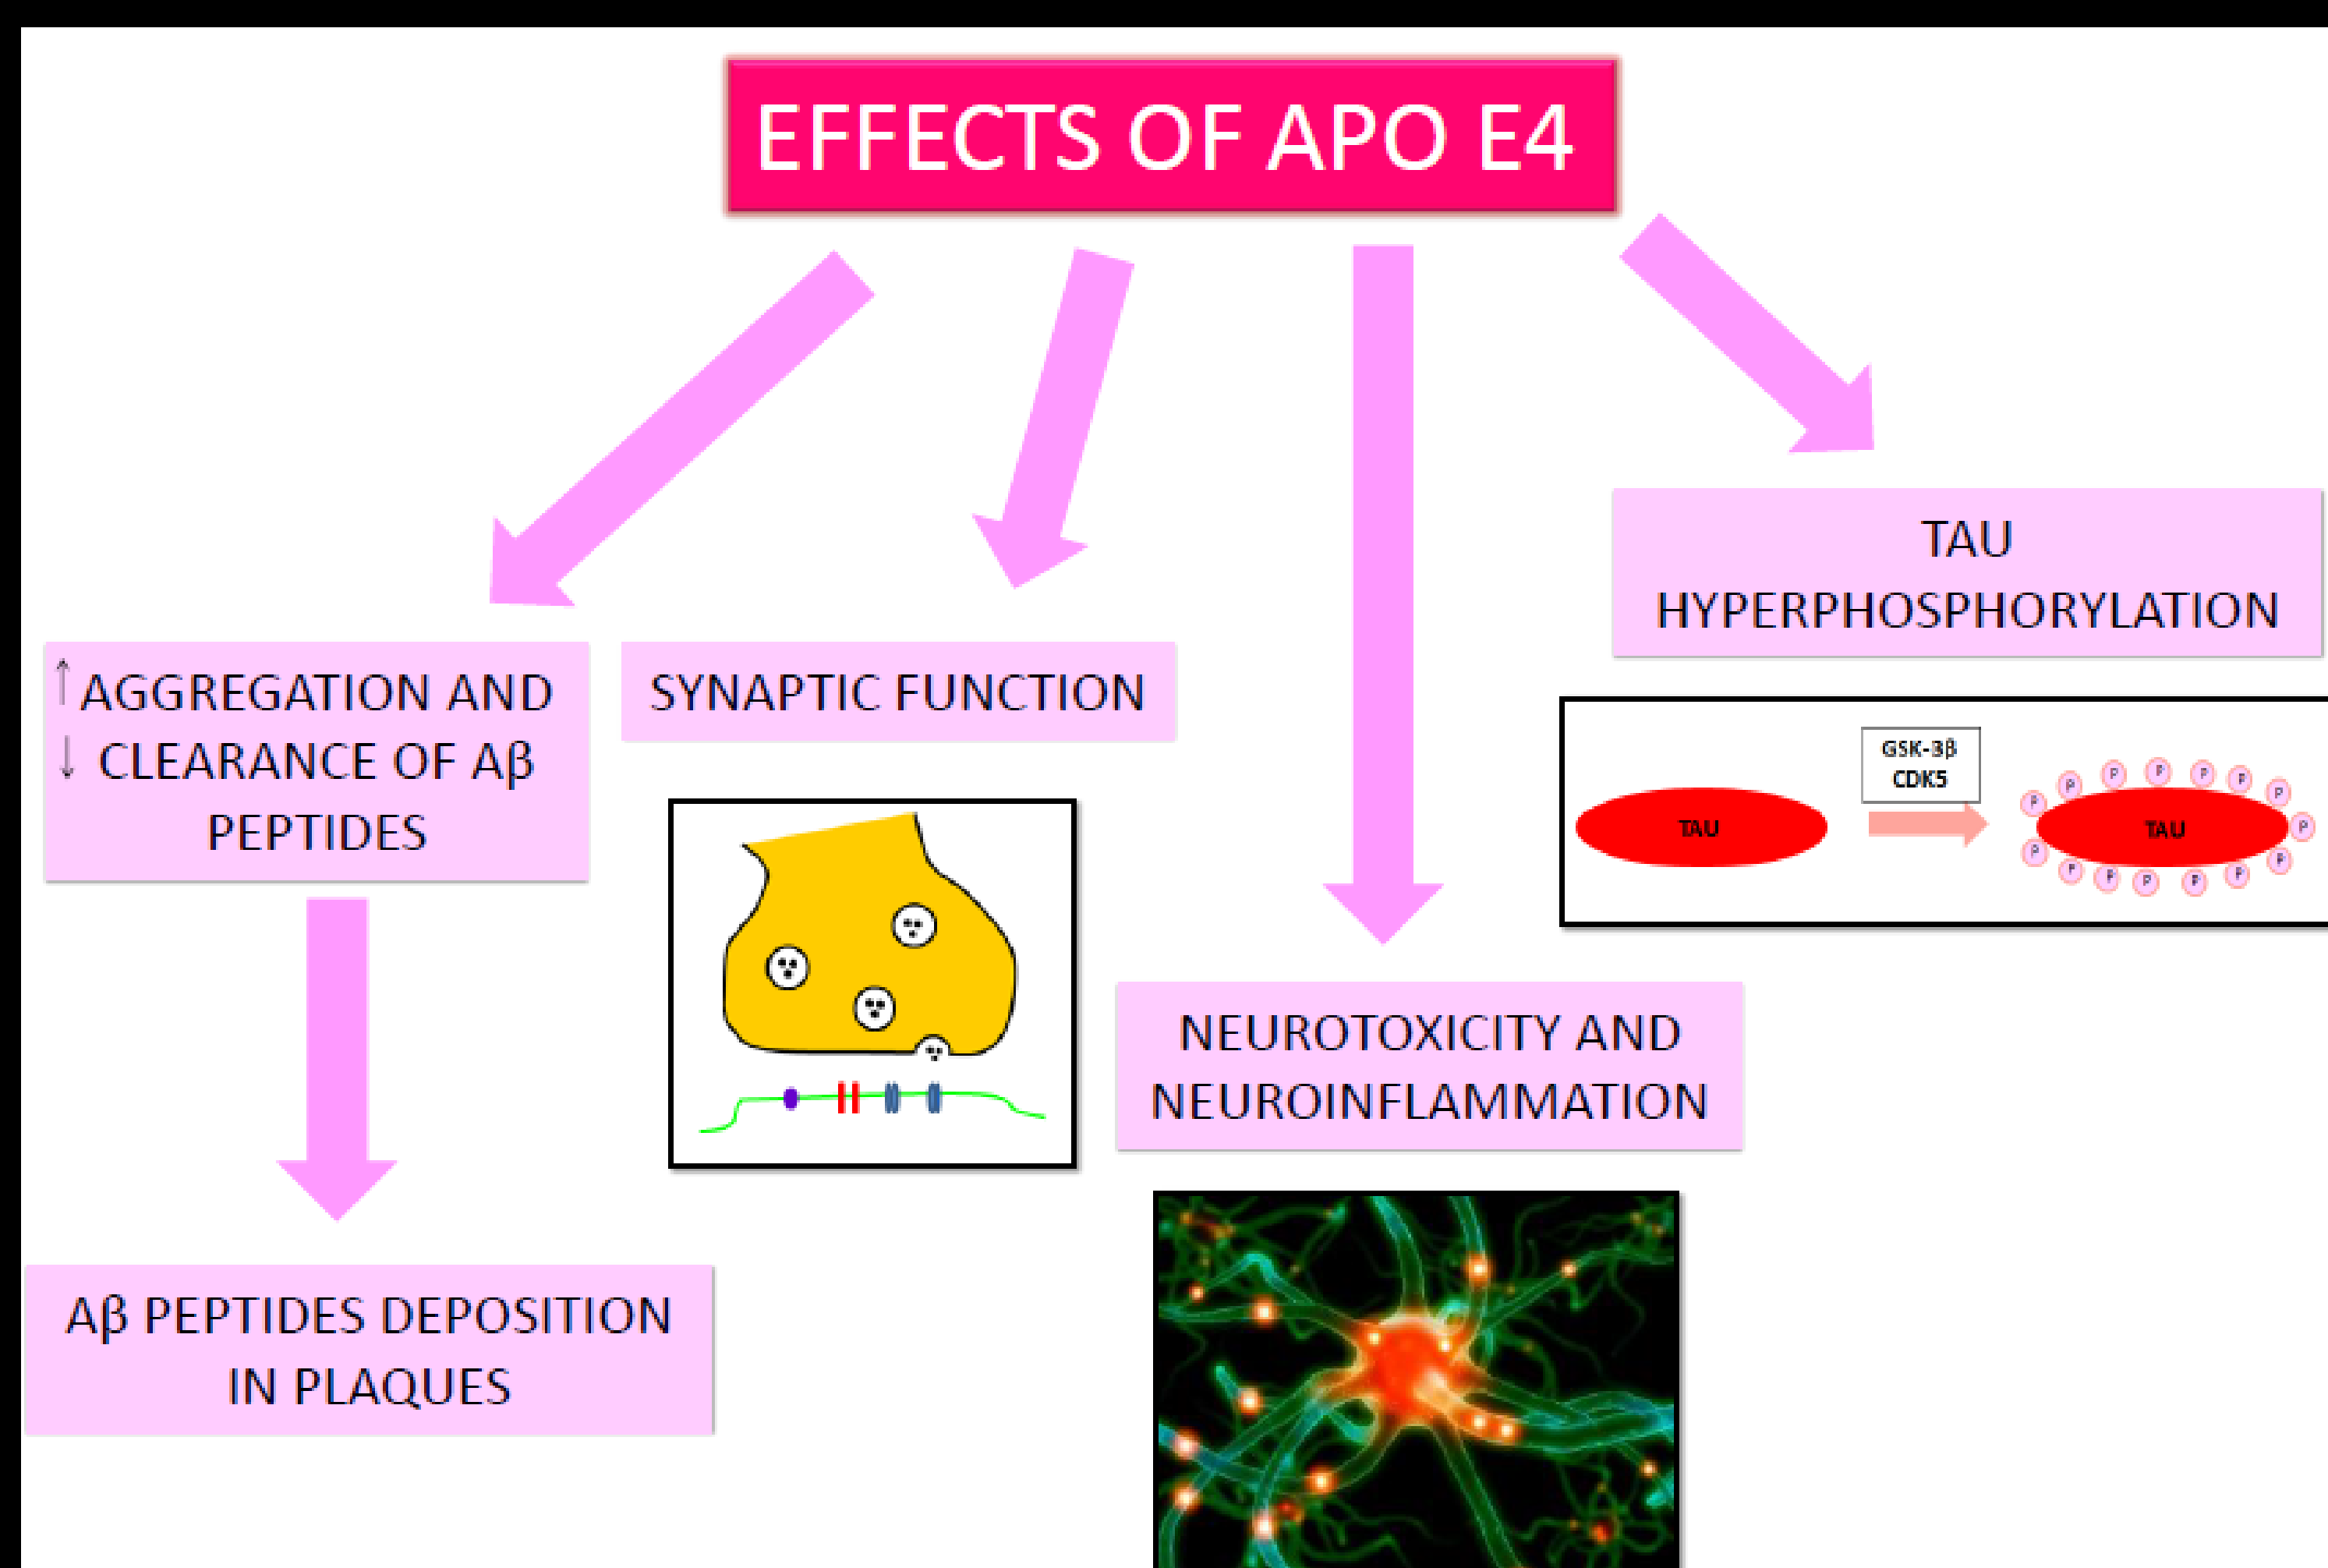 EFFECTS OF APO E4
↑ AGGREGATION AND
↓ CLEARANCE OF Aβ
PEPTIDES
Aβ PEPTIDES DEPOSITION
IN PLAQUES
SYNAPTIC FUNCTION
NEUROTOXICITY AND
NEUROINFLAMMATION
TAU
HYPERPHOSPHORYLATION
TAU
GSK-3β
CDK5
TAU
P P P P P P P P P P P P P P P P